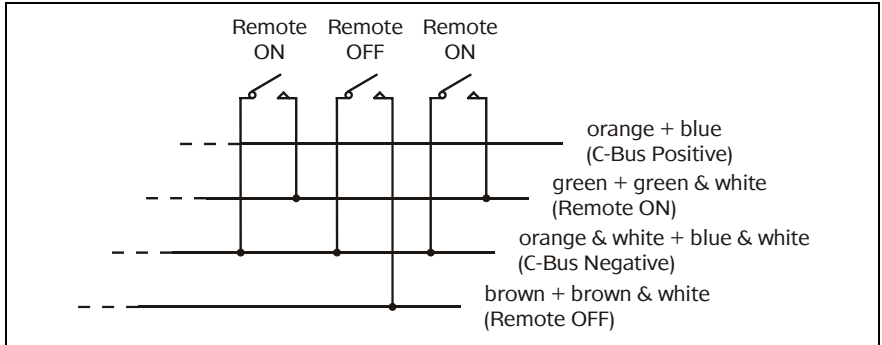 Remote Remote Remote
ON OFF ON
orange + blue
(C-Bus Positive)
green + green & white
(Remote ON)
orange & white + blue & white
(C-Bus Negative)
brown + brown & white
(Remote OFF)